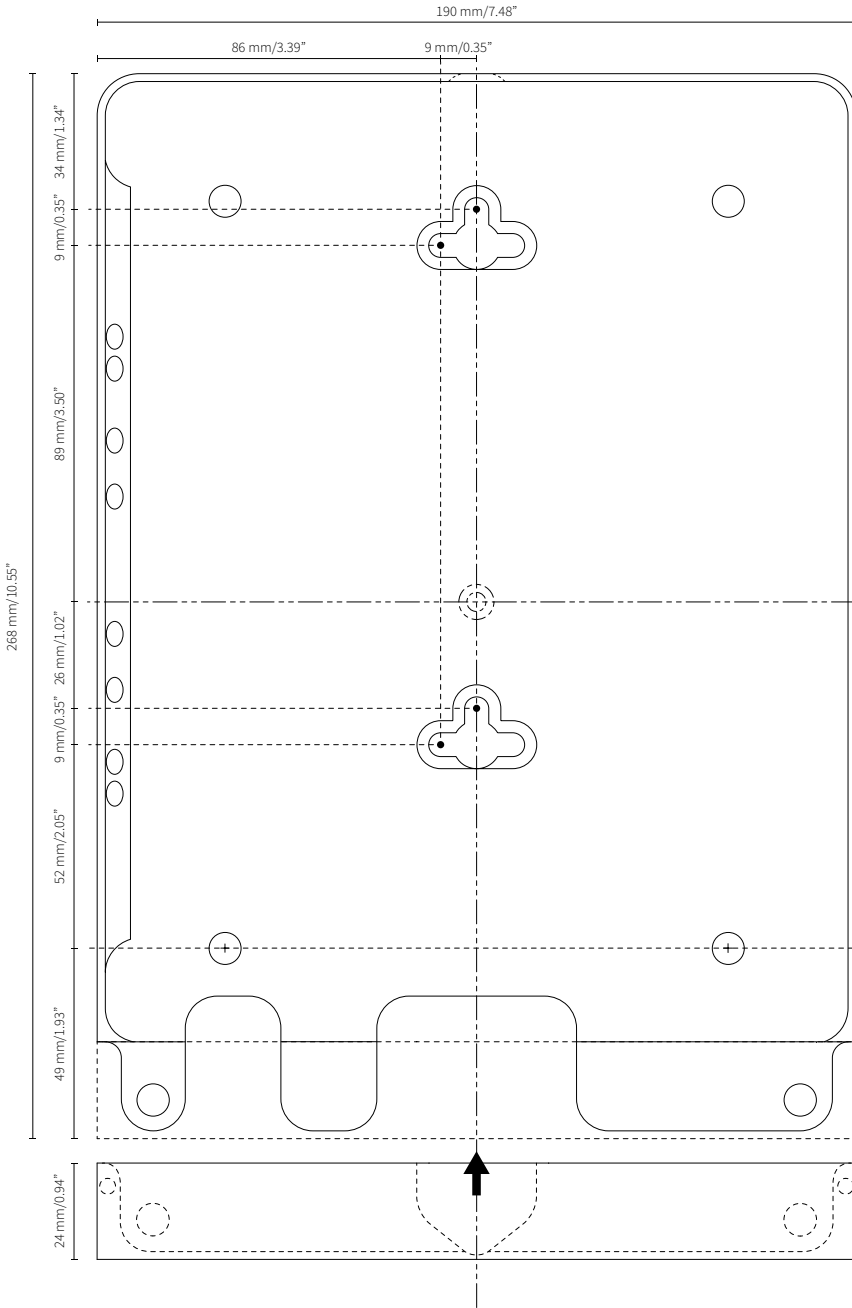 190 mm/7.48”
86 mm/3.39”
9 mm/0.35”
34 mm/1.34”
9 mm/0.35”
89 mm/3.50”
268 mm/10.55”
26 mm/1.02”
9 mm/0.35”
52 mm/2.05”
49 mm/1.93”
24 mm/0.94”